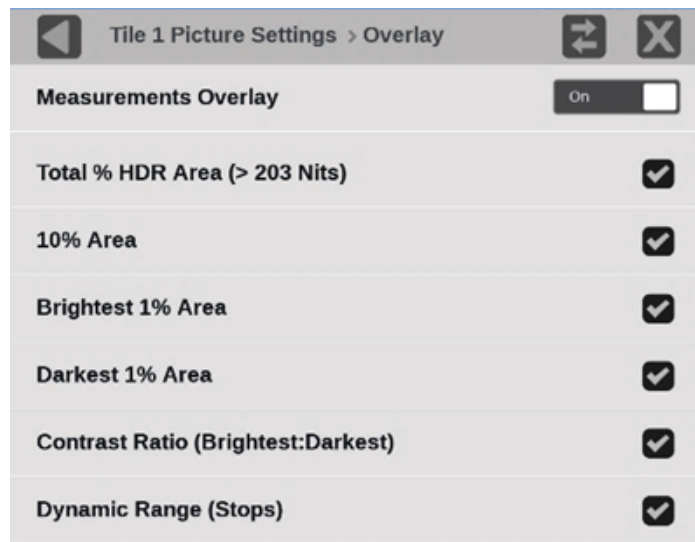 Tile 1 Picture Settings > Overlay
Measurements Overlay
On
Total % HDR Area (> 203 Nits)
10% Area
Brightest 1% Area
Darkest 1% Area
Contrast Ratio (Brightest:Darkest)
Dynamic Range (Stops)